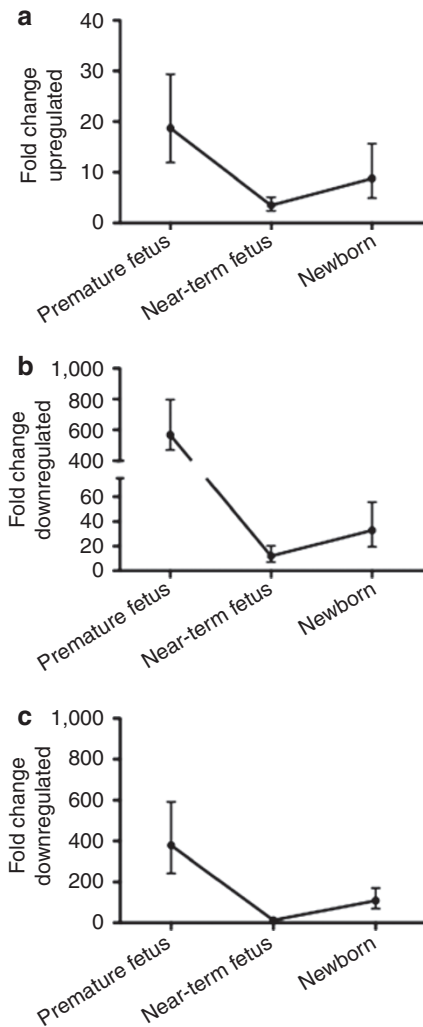 a
40
30
20
10
0
Fold change
upregulated
Premature fetus
Near-term fetus
Newborn
b
1,000
800
600
400
60
40
20
0
Fold change
downregulated
Premature fetus
Near-term fetus
Newborn
c
1,000
800
600
400
200
0
Fold change
downregulated
Premature fetus
Near-term fetus
Newborn